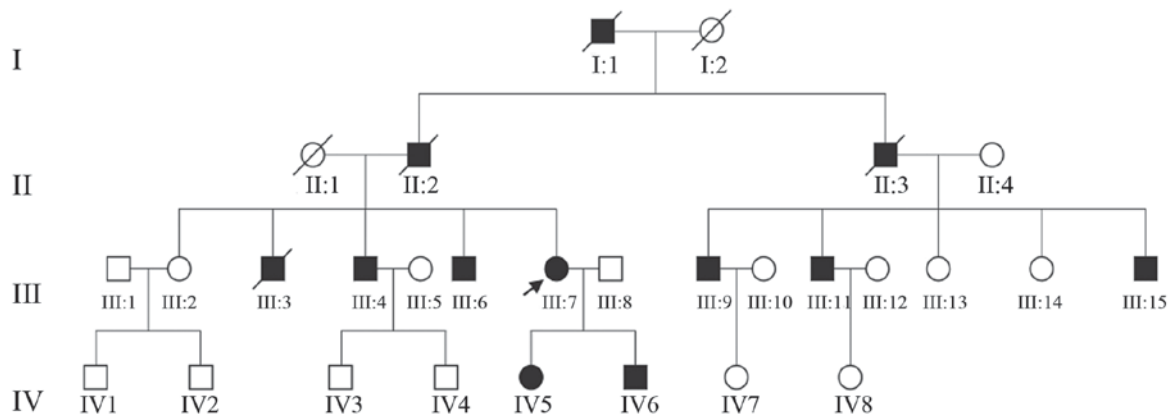 I
I:1 I:2
II
II:1 II:2 II:3 II:4
III
III:1 III:2 III:3 III:4 III:5 III:6 III:7 III:8 III:9 III:10 III:11 III:12 III:13 III:14 III:15
IV
IV1 IV2 IV3 IV4 IV5 IV6 IV7 IV8